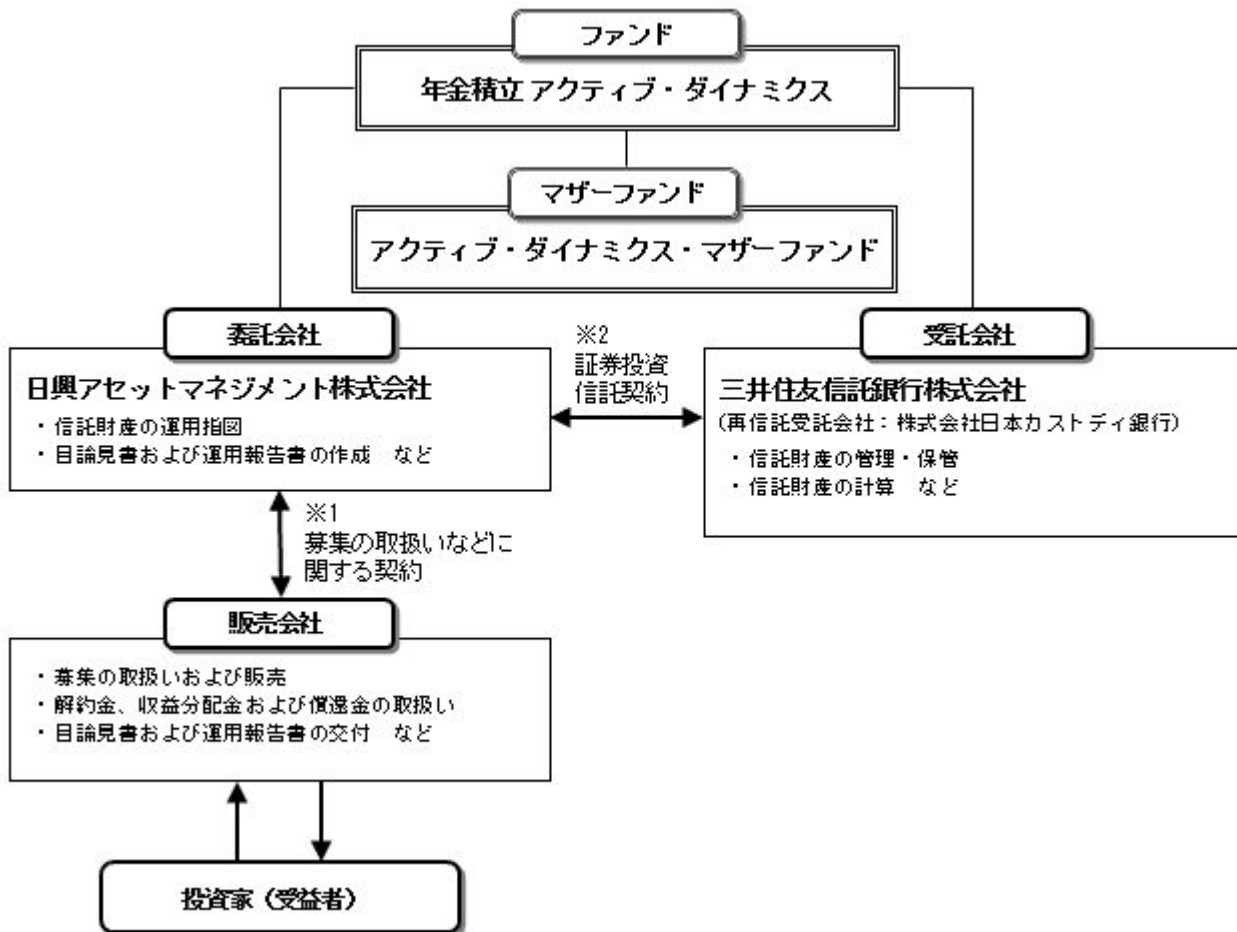 ファンド
年金積立 アクティブ・ダイナミクス
マザーファンド
アクティブ・ダイナミクス・マザーファンド
委託会社
日興アセットマネジメント株式会社
・信託財産の運用指図
・目論見書および運用報告書の作成　など
※2
証券投資
信託契約
受託会社
三井住友信託銀行株式会社
(再信託受託会社：株式会社日本カストディ銀行)
・信託財産の管理・保管
・信託財産の計算　など
※1
募集の取扱いなどに
関する契約
販売会社
・募集の取扱いおよび販売
・解約金、収益分配金および償還金の取扱い
・目論見書および運用報告書の交付　など
投資家（受益者）